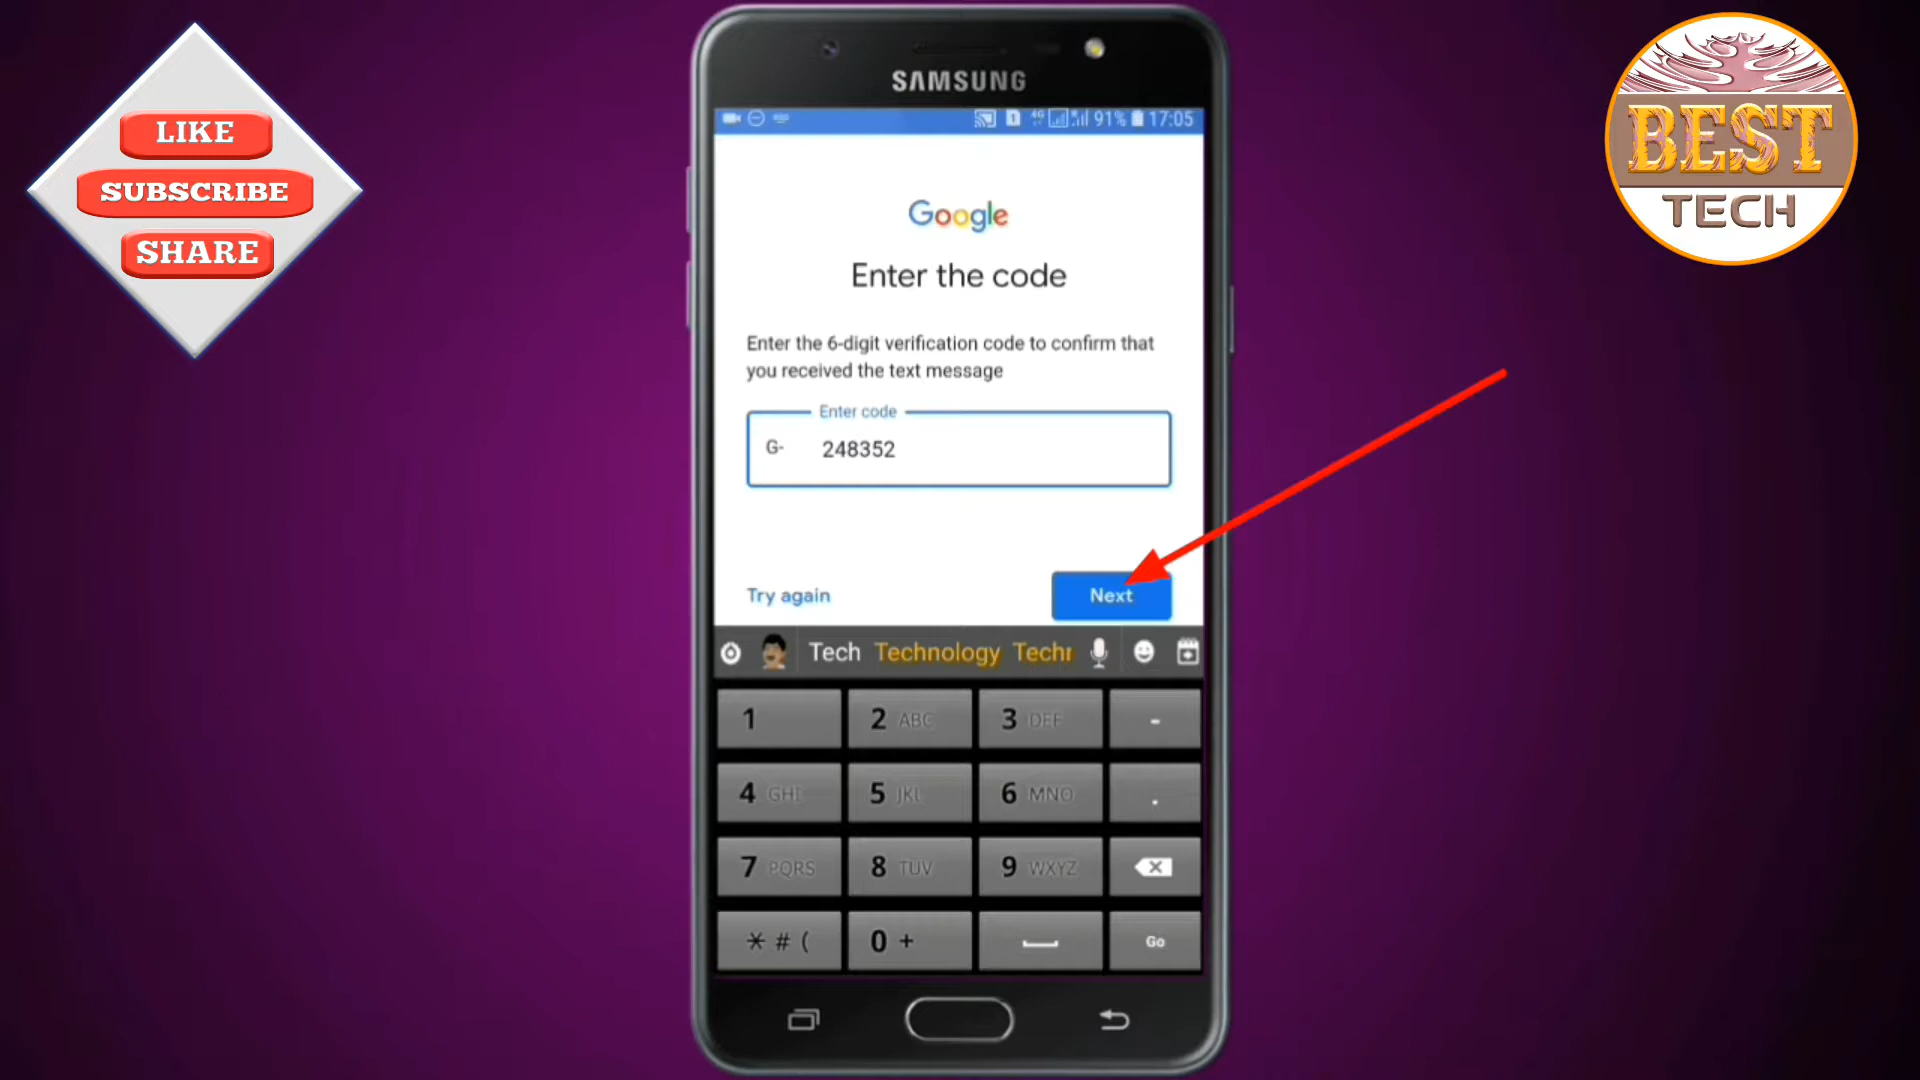 LIKE
SUBSCRIBE
SHARE
BEST
TECH
SAMSUNG
4G 91% 17:05
Google
Enter the code
Enter the 6-digit verification code to confirm that
you received the text message
Enter code
G- 248352
Try again Next
Tech Technology Techn
1 2 ABC 3 DEF -
4 GHI 5 JKL 6 MNO .
7 PQRS 8 TUV 9 WXYZ
* # ( 0 + Go